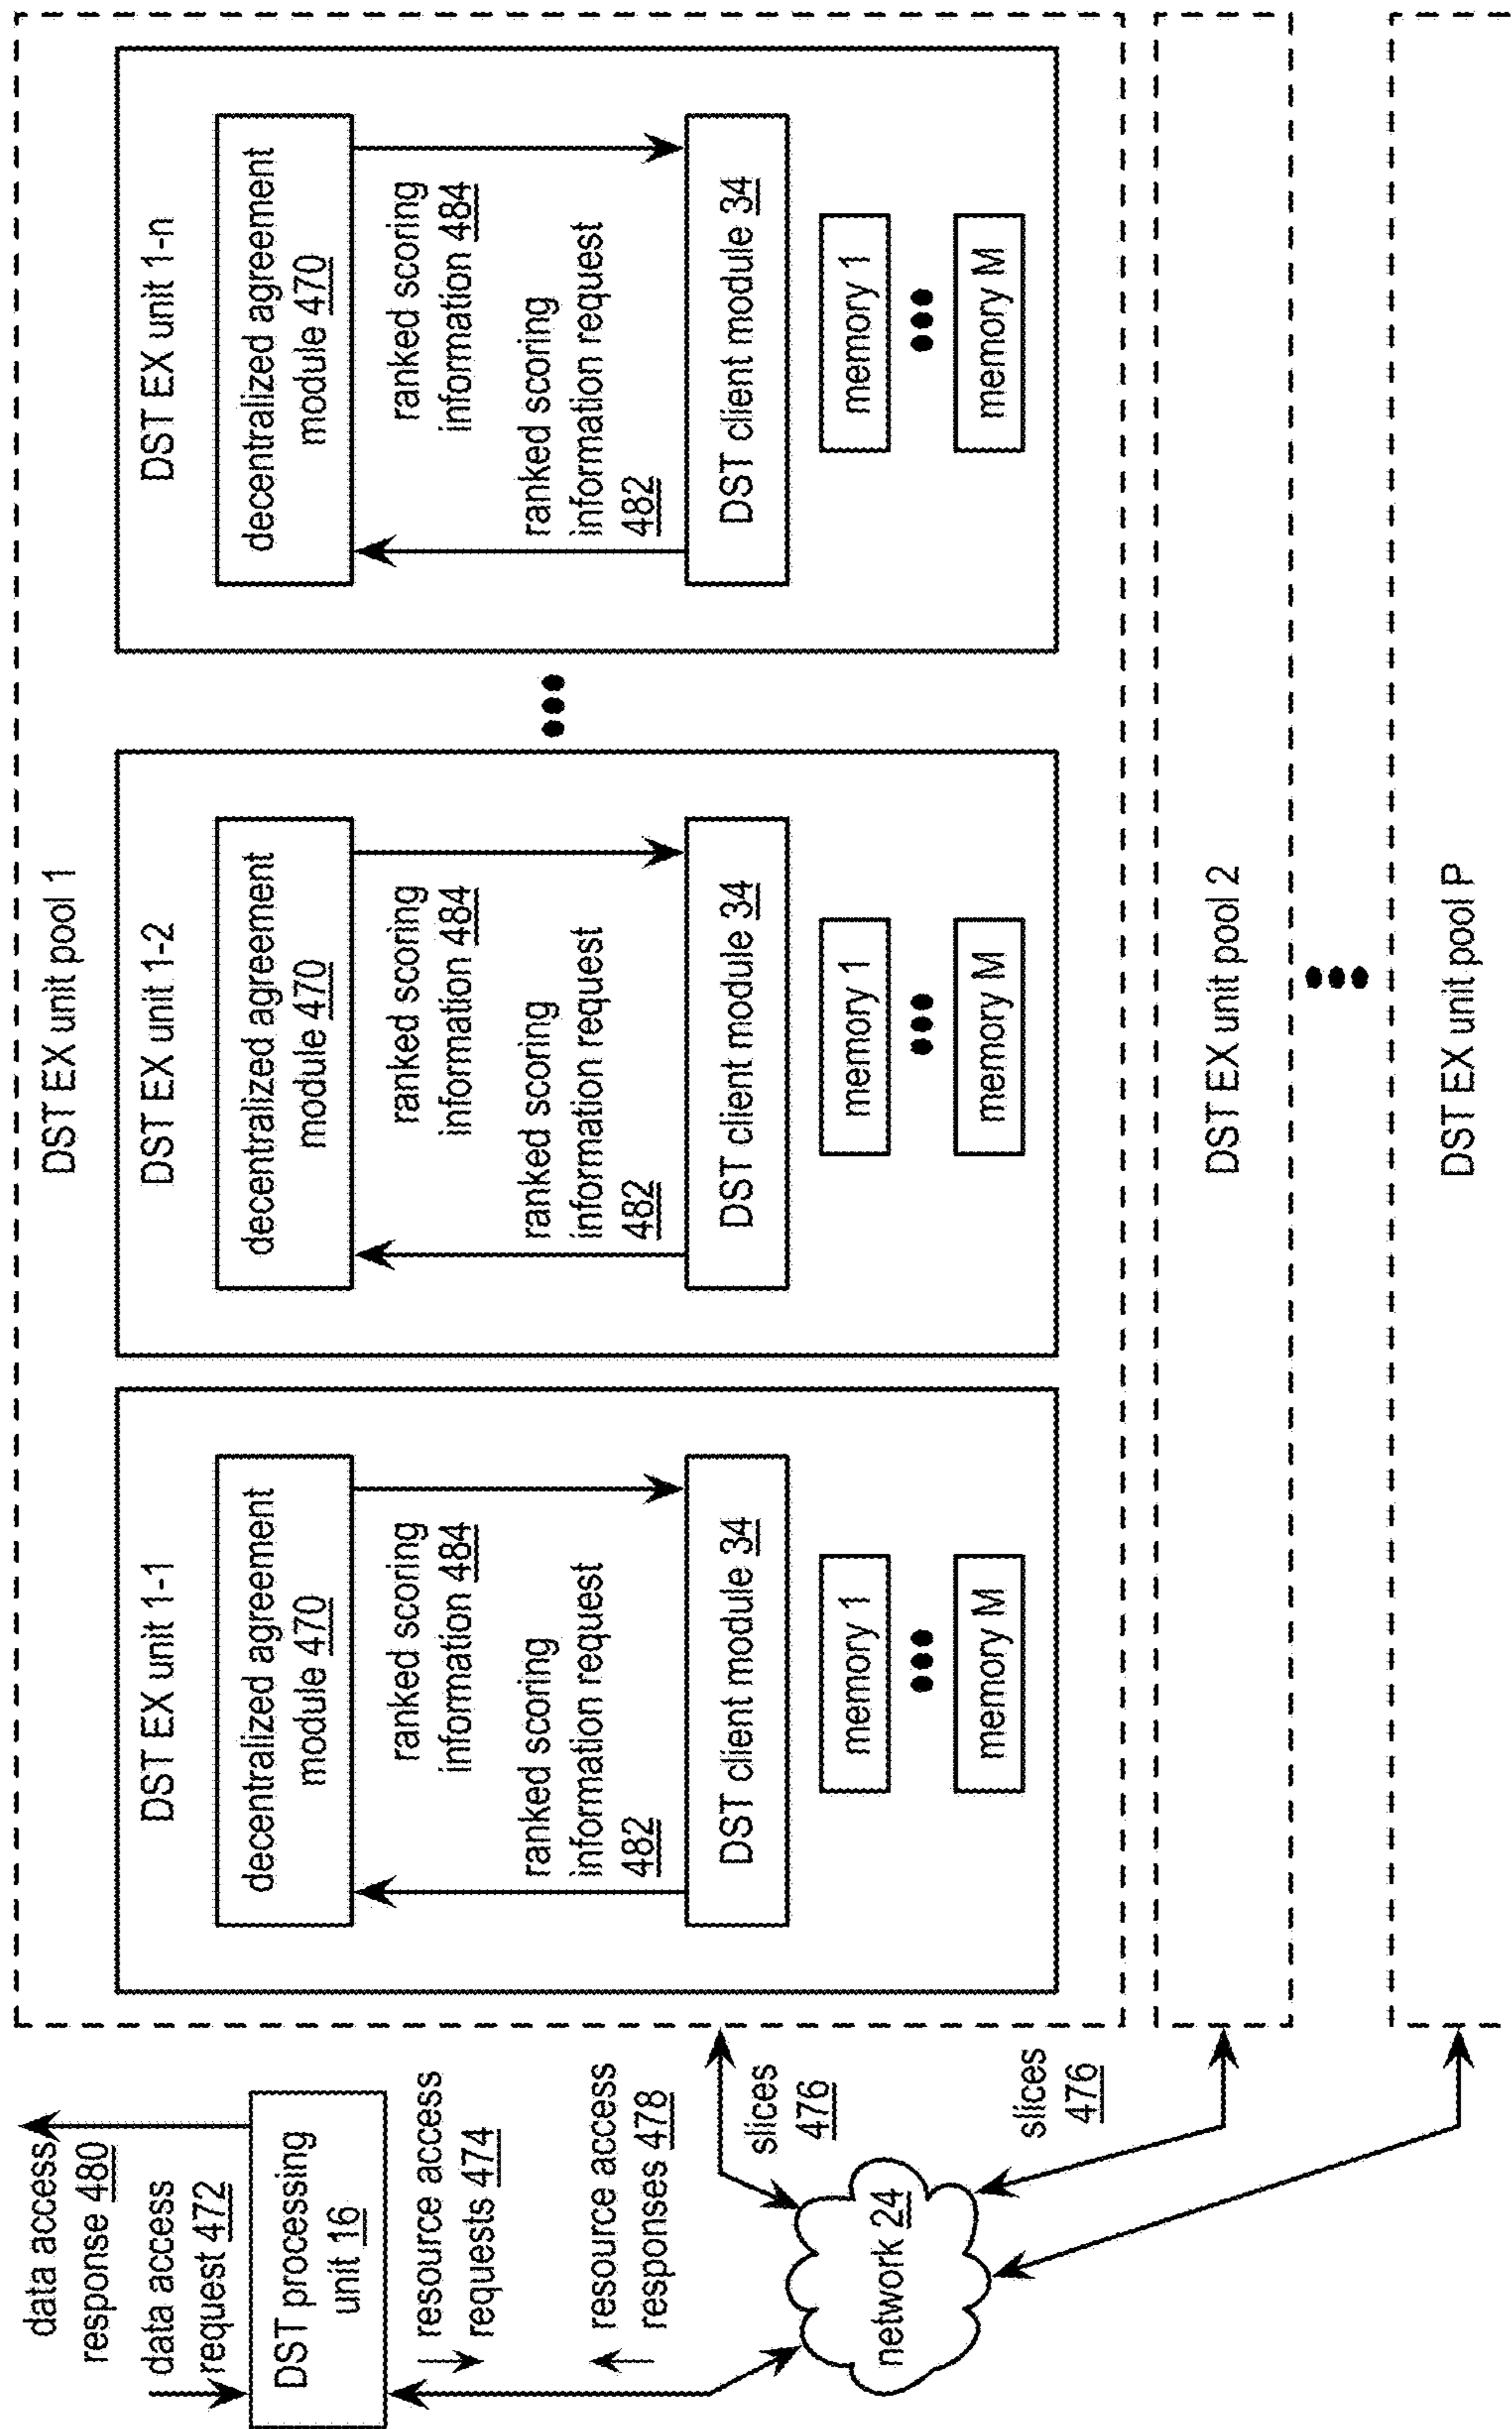 data access
response 480
data access
request 472
DST processing
unit 16
resource access
requests 474
resource access
responses 478
network 24
slices
476
slices
476
DST EX unit pool 1
DST EX unit 1-1
decentralized agreement
module 470
ranked scoring
information 484
ranked scoring
information request
482
DST client module 34
memory 1
memory M
DST EX unit 1-2
decentralized agreement
module 470
ranked scoring
information 484
ranked scoring
information request
482
DST client module 34
memory 1
memory M
DST EX unit 1-n
decentralized agreement
module 470
ranked scoring
information 484
ranked scoring
information request
482
DST client module 34
memory 1
memory M
DST EX unit pool 2
DST EX unit pool P